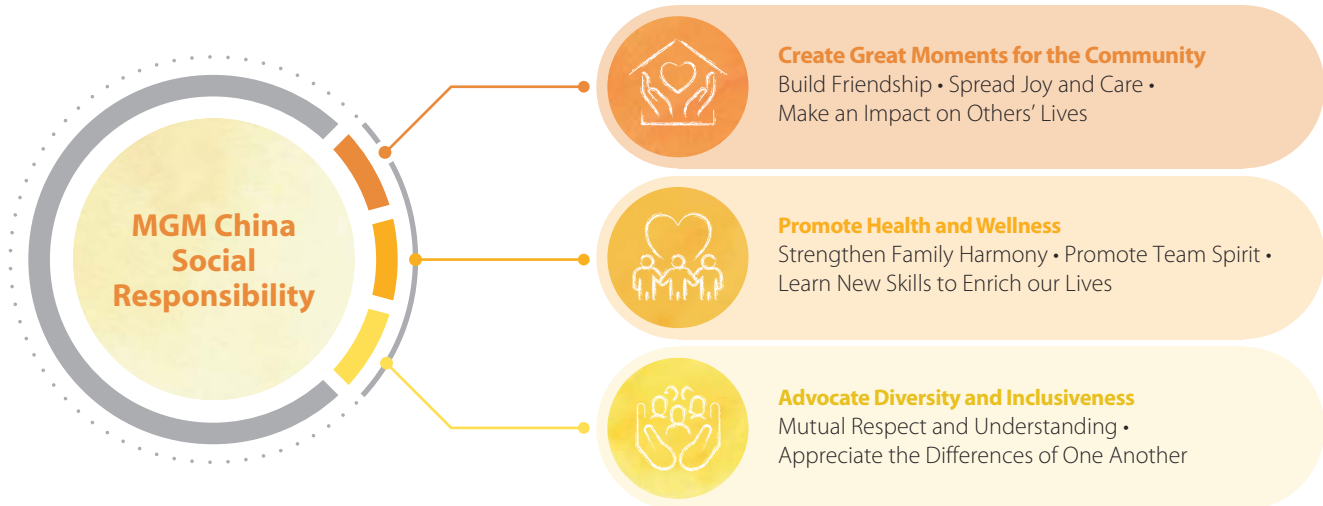 MGM China
Social
Responsibility
Create Great Moments for the Community
Build Friendship • Spread Joy and Care •
Make an Impact on Others’ Lives
Promote Health and Wellness
Strengthen Family Harmony • Promote Team Spirit •
Learn New Skills to Enrich our Lives
Advocate Diversity and Inclusiveness
Mutual Respect and Understanding •
Appreciate the Differences of One Another